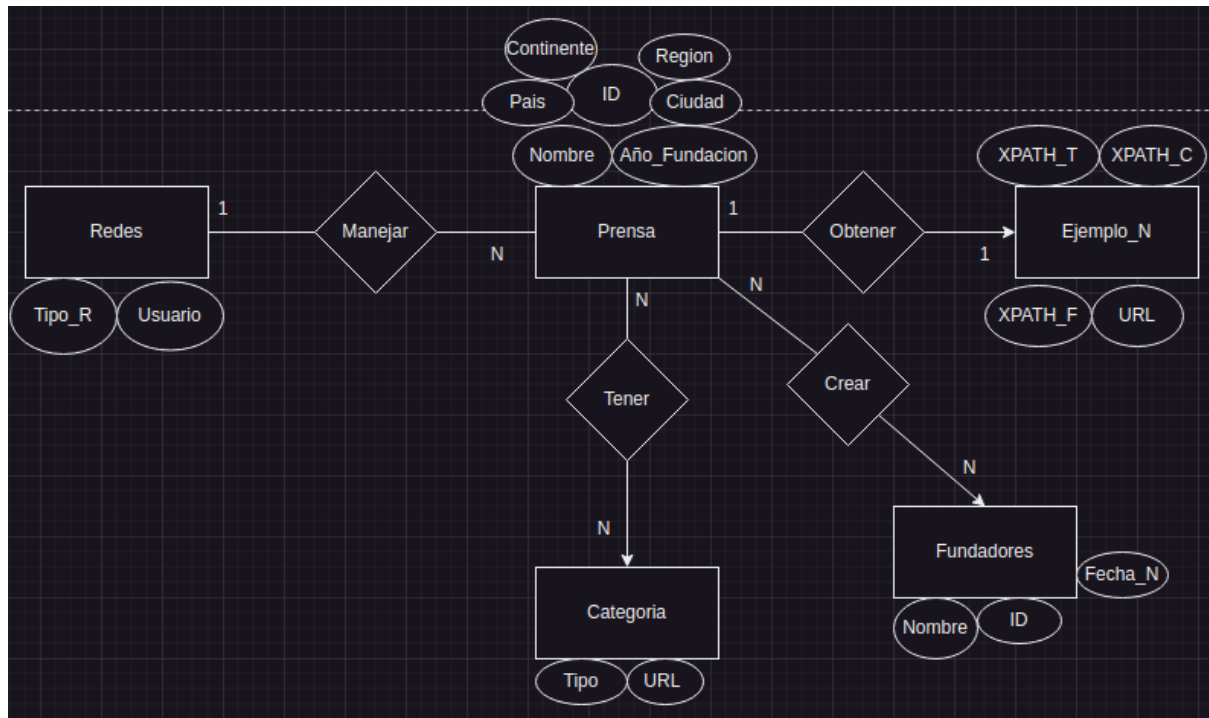 Continente
Region
Pais
ID
Ciudad
Nombre
Año_Fundacion
XPATH_T
XPATH_C
Redes
1
Manejar
N
Prensa
1
Obtener
1
Ejemplo_N
Tipo_R
Usuario
N
N
XPATH_F
URL
Tener
Crear
N
N
Fundadores
Categoria
Fecha_N
Nombre
ID
Tipo
URL